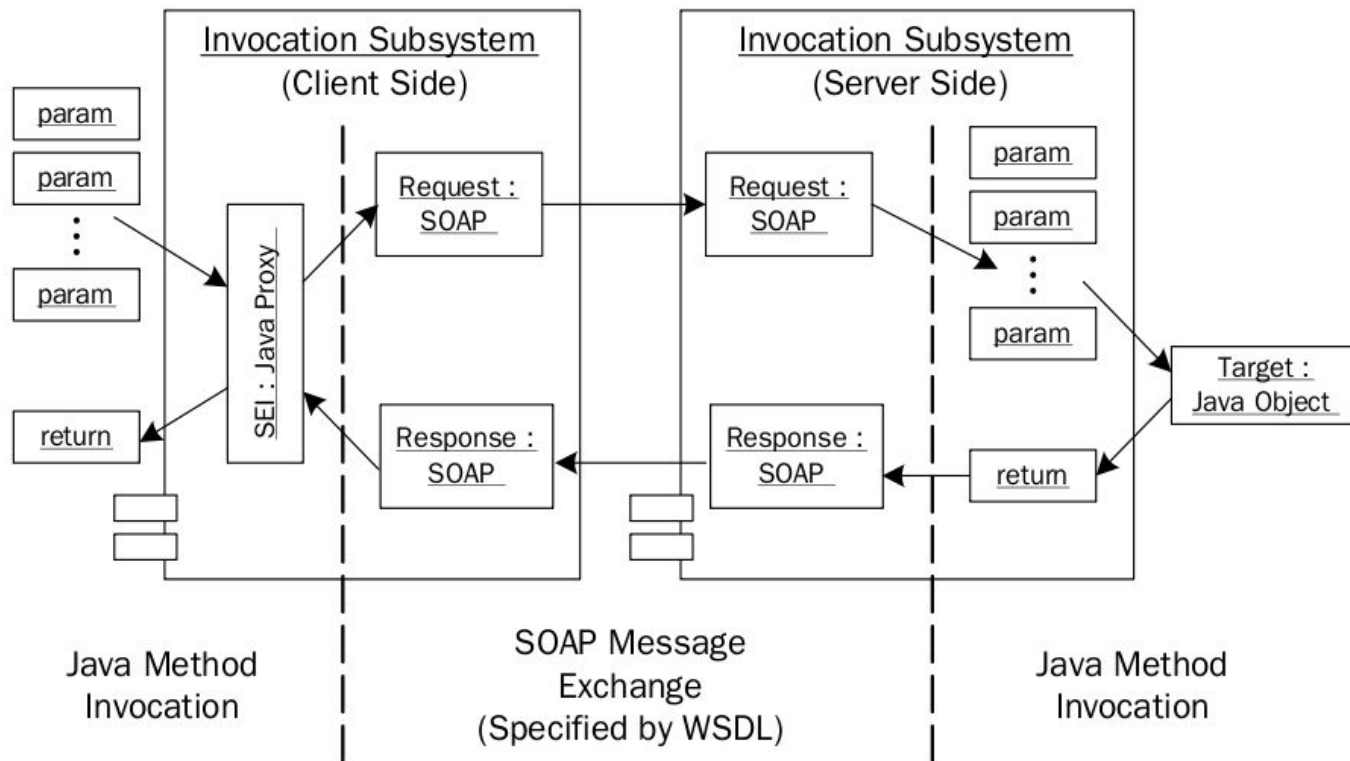 Invocation Subsystem
(Client Side)
Invocation Subsystem
(Server Side)
param
param
param
return
SEI : Java Proxy
Request :
SOAP
Response :
SOAP
Request :
SOAP
Response :
SOAP
param
param
param
return
Target :
Java Object
Java Method
Invocation
SOAP Message
Exchange
(Specified by WSDL)
Java Method
Invocation